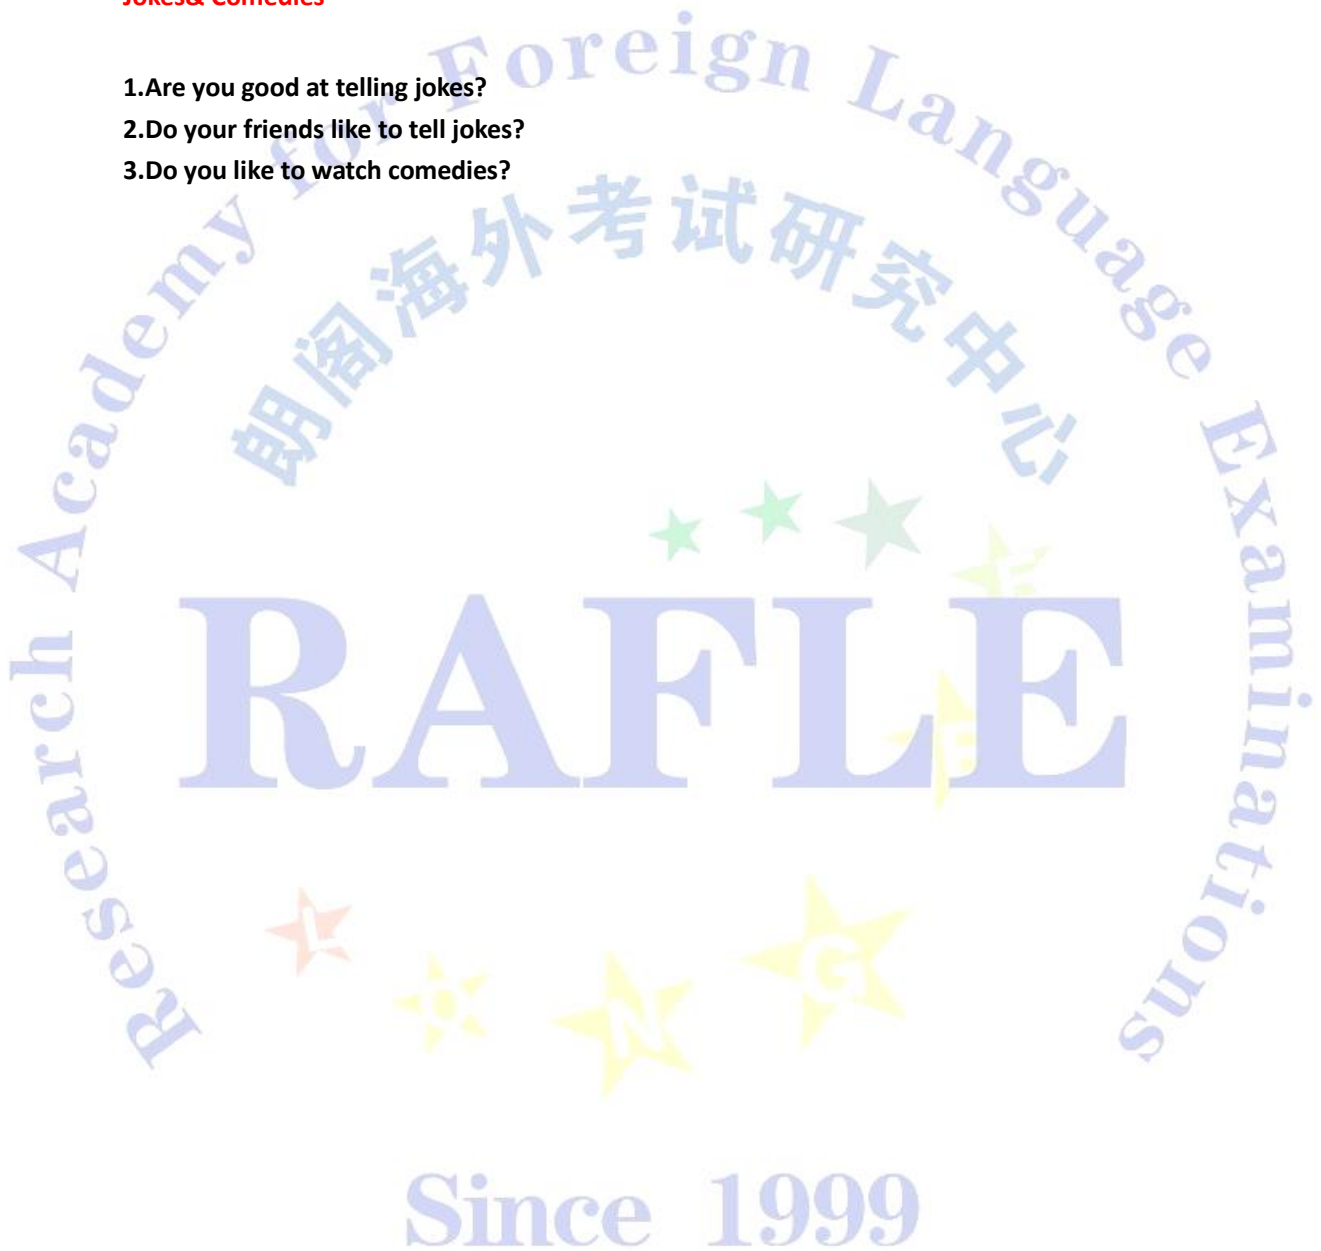 Jokes& Comedies
1.Are you good at telling jokes?
2.Do your friends like to tell jokes?
3.Do you like to watch comedies?
Research Academy for Foreign Language Examinations
朗阁海外考试研究中心
RAFLE
L O N G
F E
Since 1999